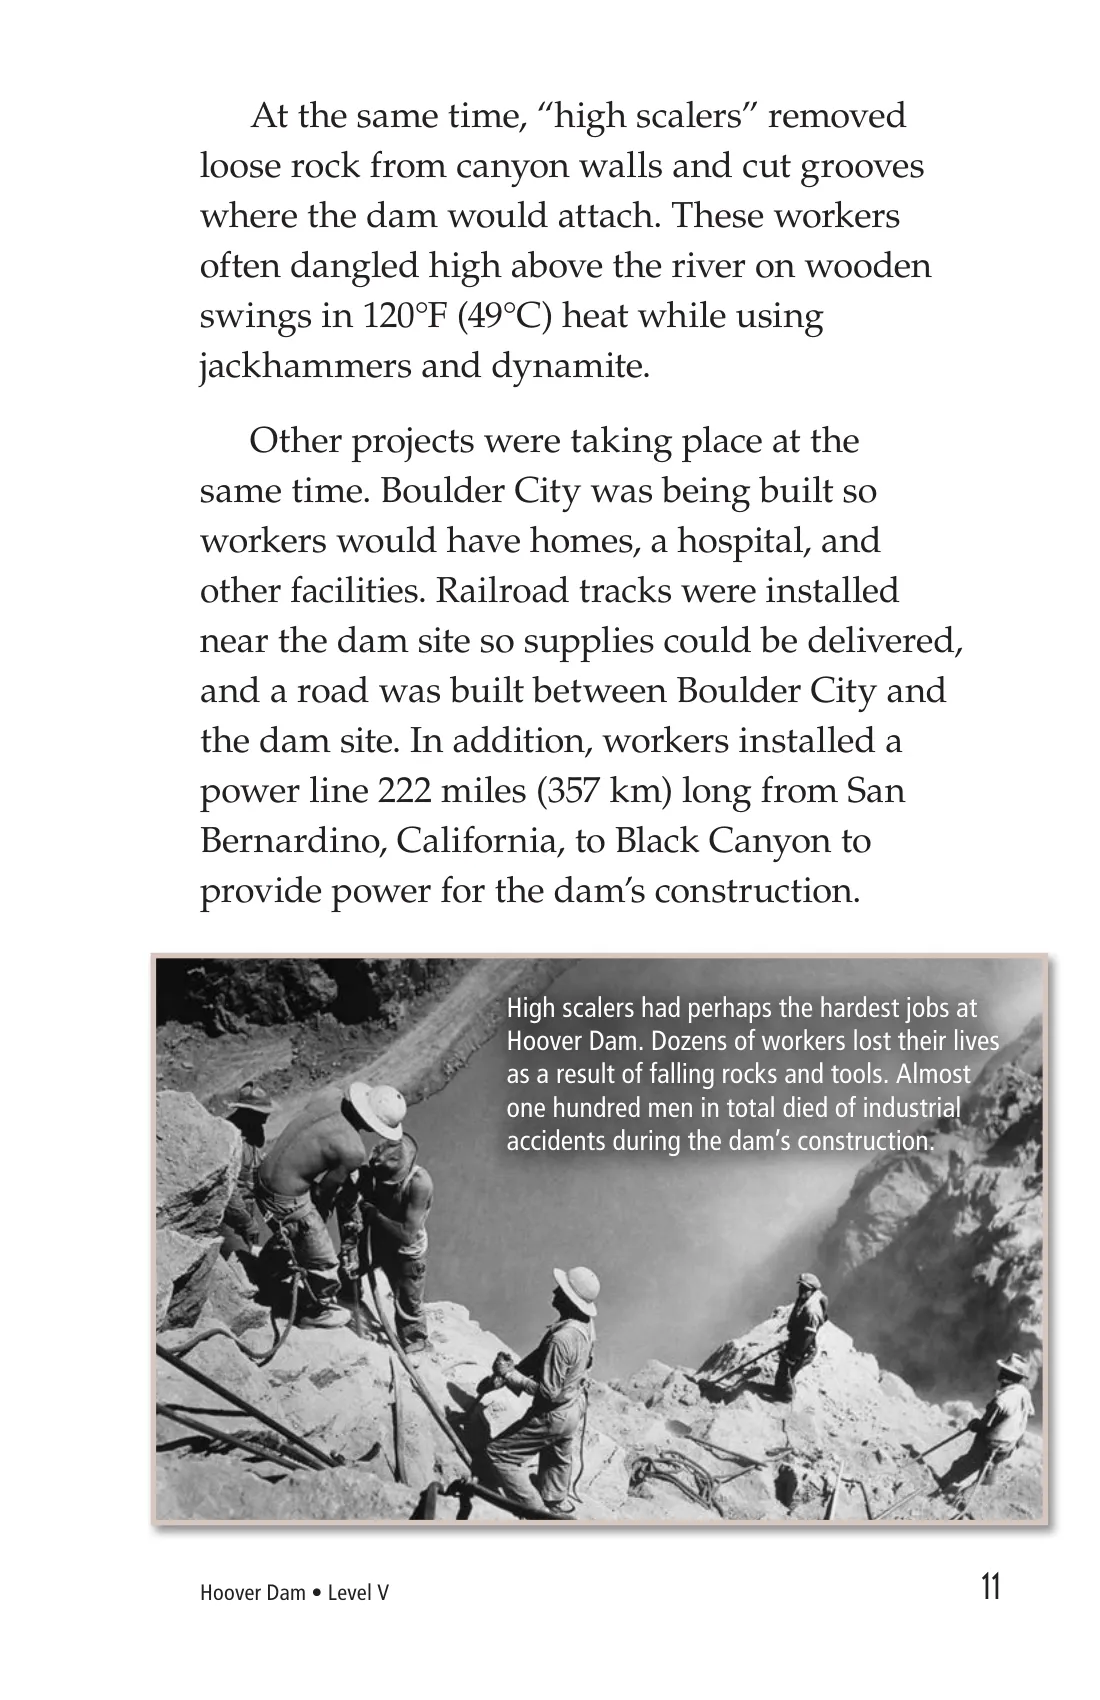 At the same time, “high scalers” removed
loose rock from canyon walls and cut grooves
where the dam would attach. These workers
often dangled high above the river on wooden
swings in 120°F (49°C) heat while using
jackhammers and dynamite.
Other projects were taking place at the
same time. Boulder City was being built so
workers would have homes, a hospital, and
other facilities. Railroad tracks were installed
near the dam site so supplies could be delivered,
and a road was built between Boulder City and
the dam site. In addition, workers installed a
power line 222 miles (357 km) long from San
Bernardino, California, to Black Canyon to
provide power for the dam’s construction.
High scalers had perhaps the hardest jobs at
Hoover Dam. Dozens of workers lost their lives
as a result of falling rocks and tools. Almost
one hundred men in total died of industrial
accidents during the dam’s construction.
Hoover Dam • Level V
11